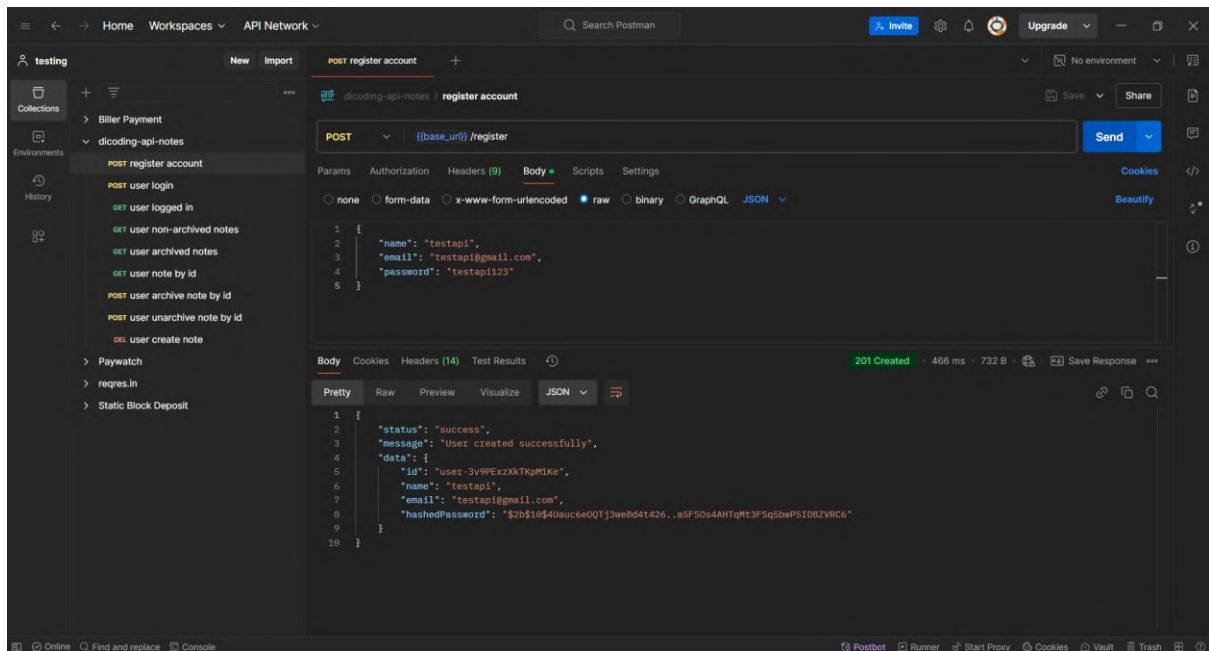 Home Workspaces API Network Search Postman Invite Upgrade
testing New Import POST register account No environment
Collections
Environments
History
Biller Payment
dicoding-api-notes
POST register account
POST user login
GET user logged in
GET user non-archived notes
GET user archived notes
GET user note by id
POST user archive note by id
POST user unarchive note by id
DEL user create note
Paywatch
reqres.in
Static Block Deposit
HTTP dicoding-api-notes / register account Save Share
POST {{base_url}} /register Send
Params Authorization Headers (9) Body Scripts Settings Cookies
none form-data x-www-form-urlencoded raw binary GraphQL JSON Beautify
1 {
2 "name": "testapi",
3 "email": "testapi@gmail.com",
4 "password": "testapi123"
5 }
Body Cookies Headers (14) Test Results 201 Created 466 ms 732 B Save Response
Pretty Raw Preview Visualize JSON
1 {
2 "status": "success",
3 "message": "User created successfully",
4 "data": {
5 "id": "user-3v9PExzXkTKpM1Ke",
6 "name": "testapi",
7 "email": "testapi@gmail.com",
8 "hashedPassword":
9 }
10 }
Online Find and replace Console Postbot Runner Start Proxy Cookies Vault Trash